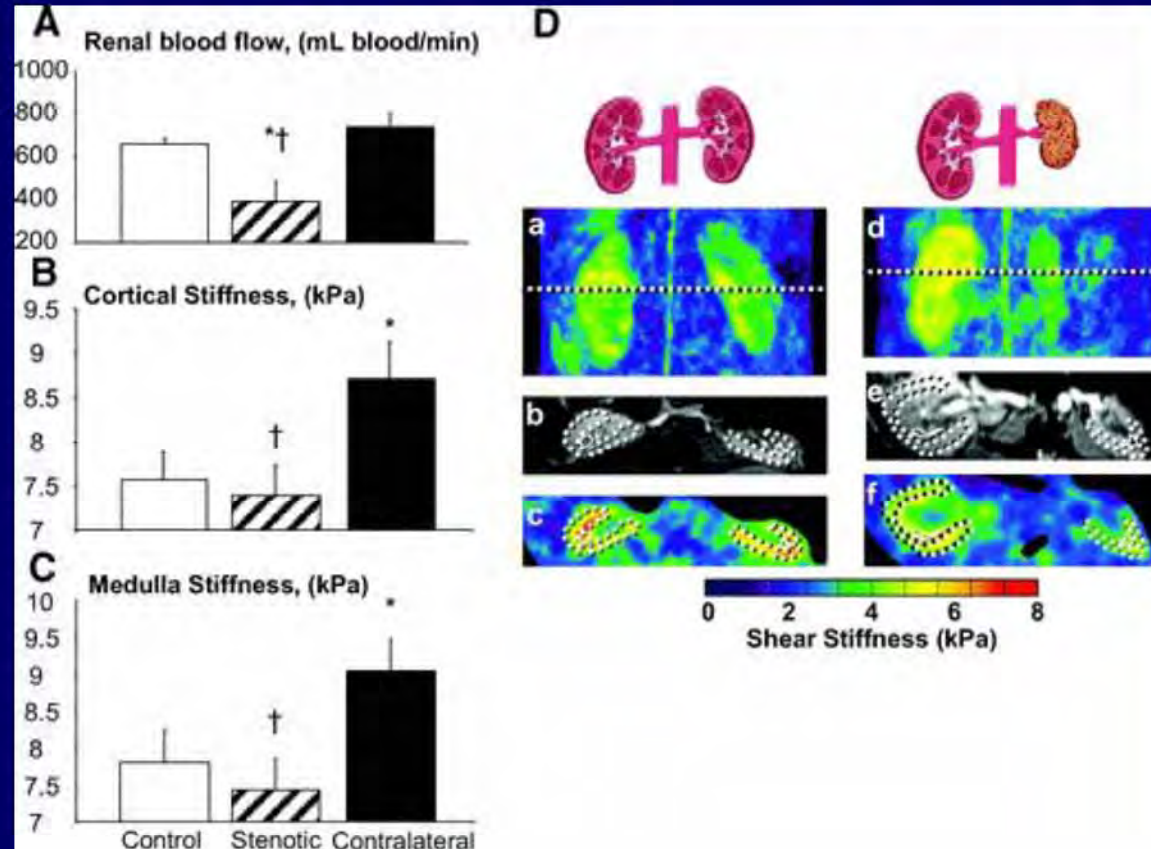 A
Renal blood flow, (mL blood/min)
1000
800
600
400
200
*†
B
Cortical Stiffness, (kPa)
9.5
9
8.5
8
7.5
7
†
*
C
Medulla Stiffness, (kPa)
10
9.5
9
8.5
8
7.5
7
†
*
Control Stenotic Contralateral
D
a
d
b
e
c
f
0 2 4 6 8
Shear Stiffness (kPa)